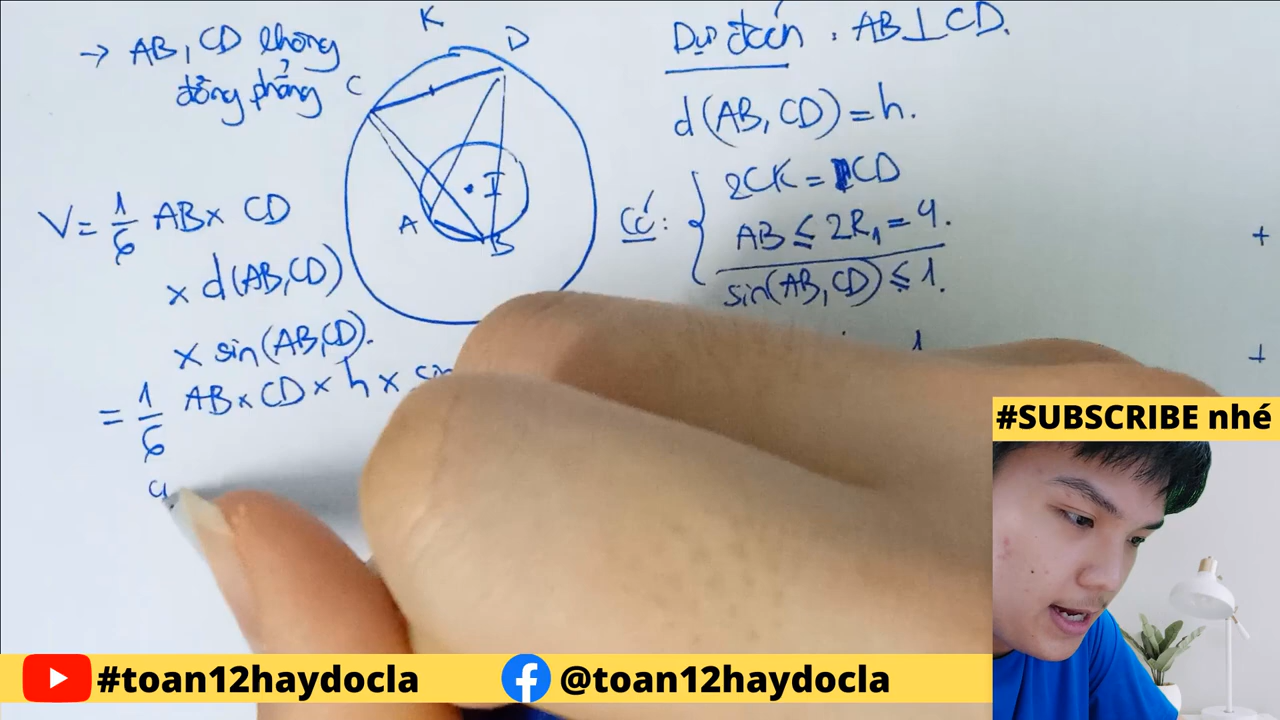 → AB, CD không
đồng phẳng
K
D
C
I
A
B
V = 1/6 AB x CD
x d(AB,CD)
x sin(AB,CD).
= 1/6 AB x CD x h x
Dự đoán : AB⊥CD.
d(AB,CD) = h.
Có:
2CK = CD
AB ≤ 2R₁ = 4.
sin(AB,CD) ≤ 1.
1
+
+
#SUBSCRIBE nhé
#toan12haydocla
@toan12haydocla